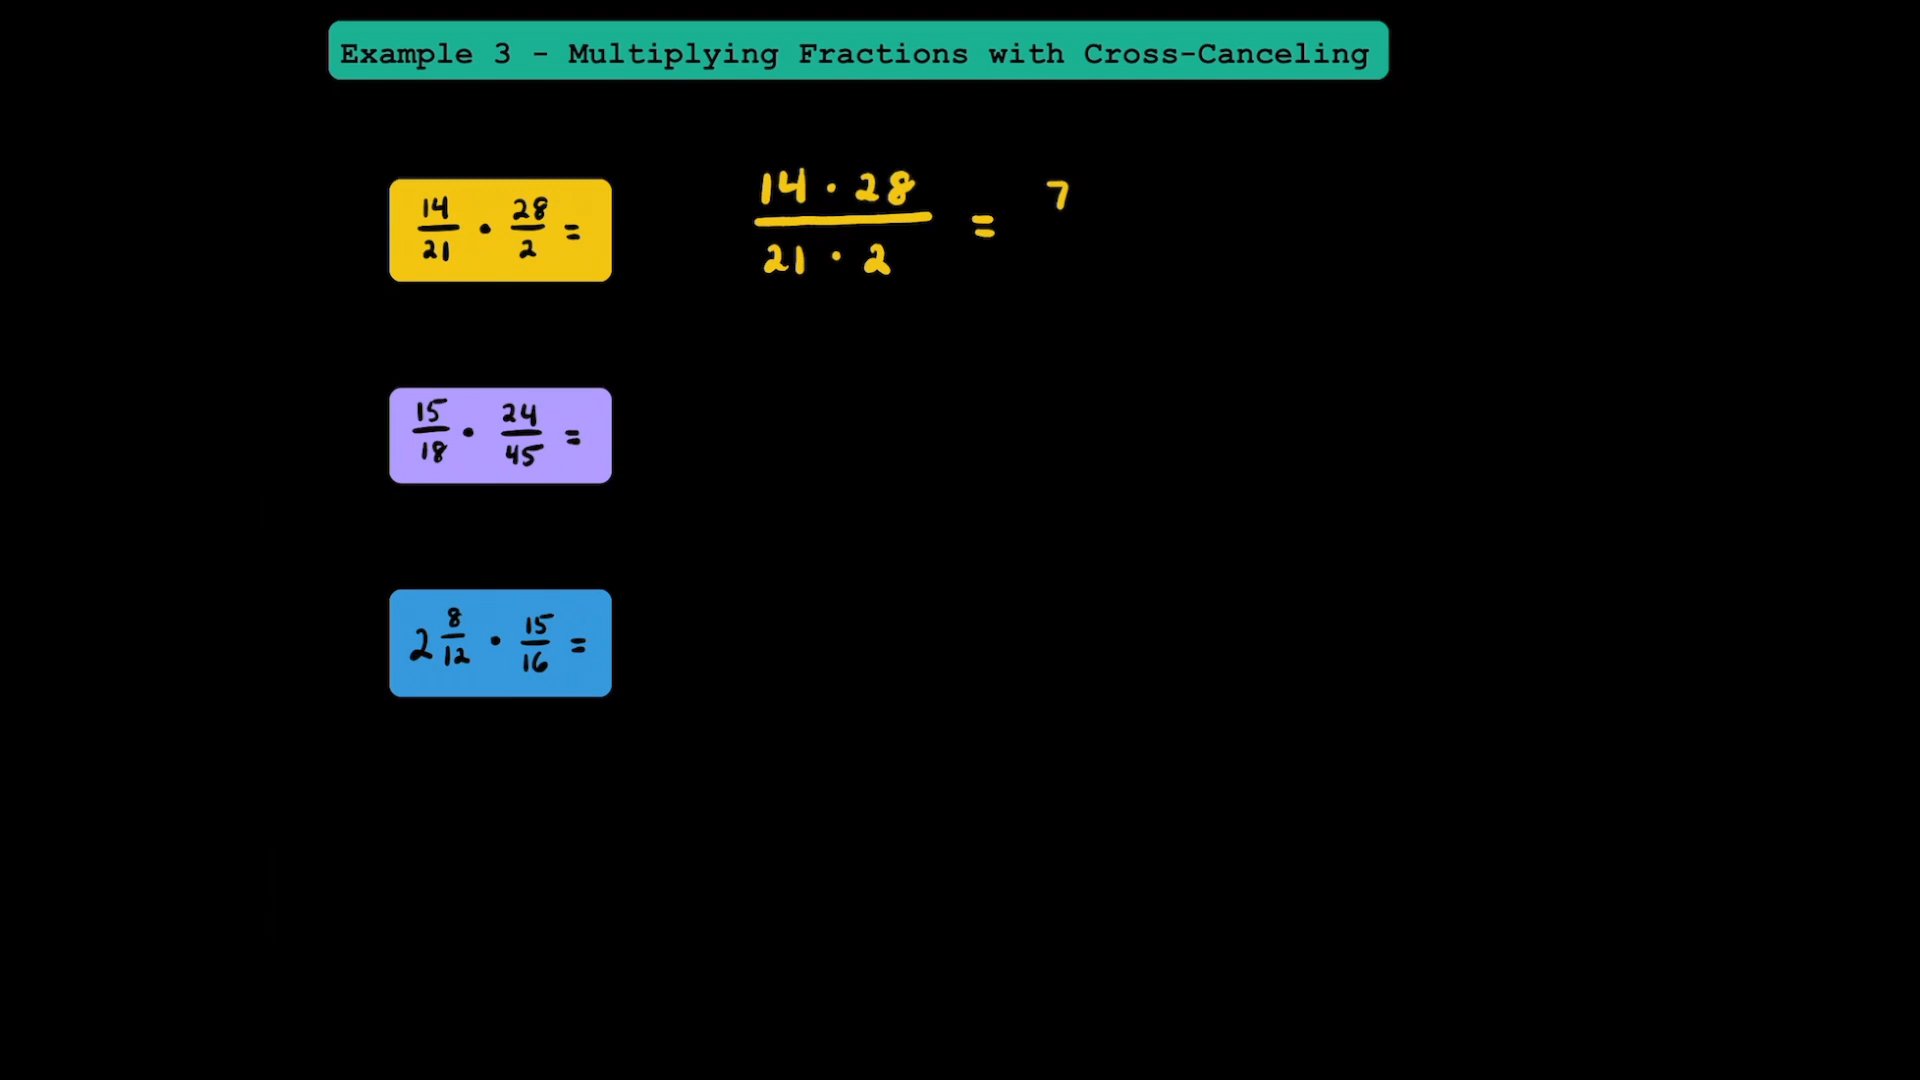 Example 3 - Multiplying Fractions with Cross-Canceling
14/21 · 28/2 =
14 · 28 / 21 · 2 = 7
15/18 · 24/45 =
2 8/12 · 15/16 =